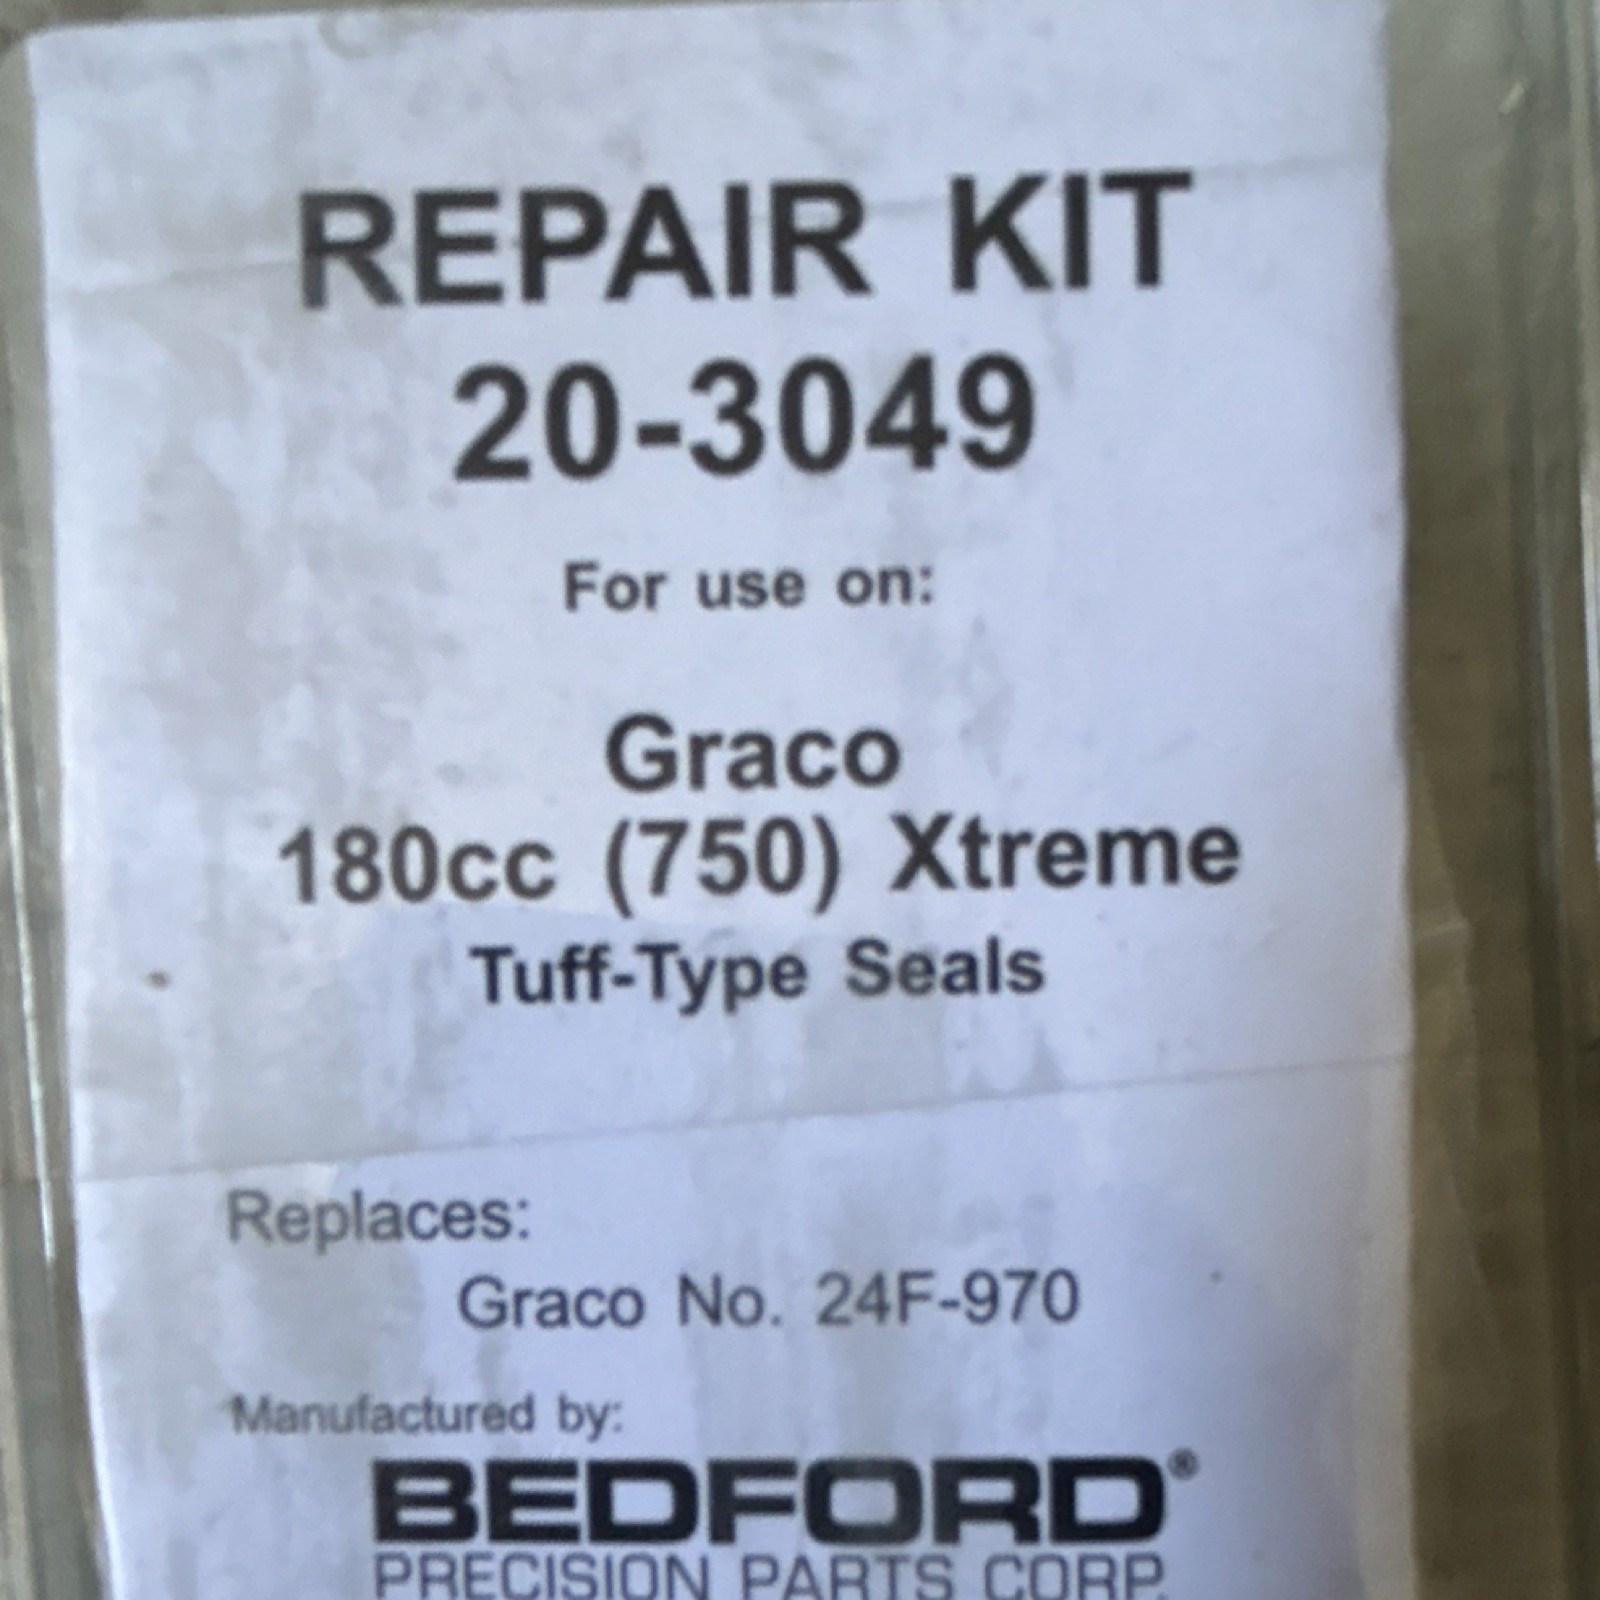 REPAIR KIT
20-3049
For use on:
Graco
180cc (750) Xtreme
Tuff-Type Seals
Replaces:
Graco No. 24F-970
Manufactured by:
BEDFORD®
PRECISION PARTS CORP.